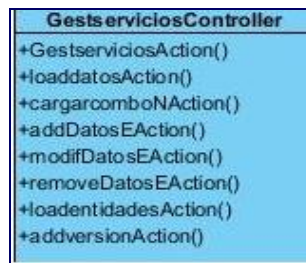 GestserviciosController
+GestserviciosAction()
+loaddatosAction()
+cargarcomboNAction()
+addDatosEAction()
+modifDatosEAction()
+removeDatosEAction()
+loadentidadesAction()
+addversionAction()